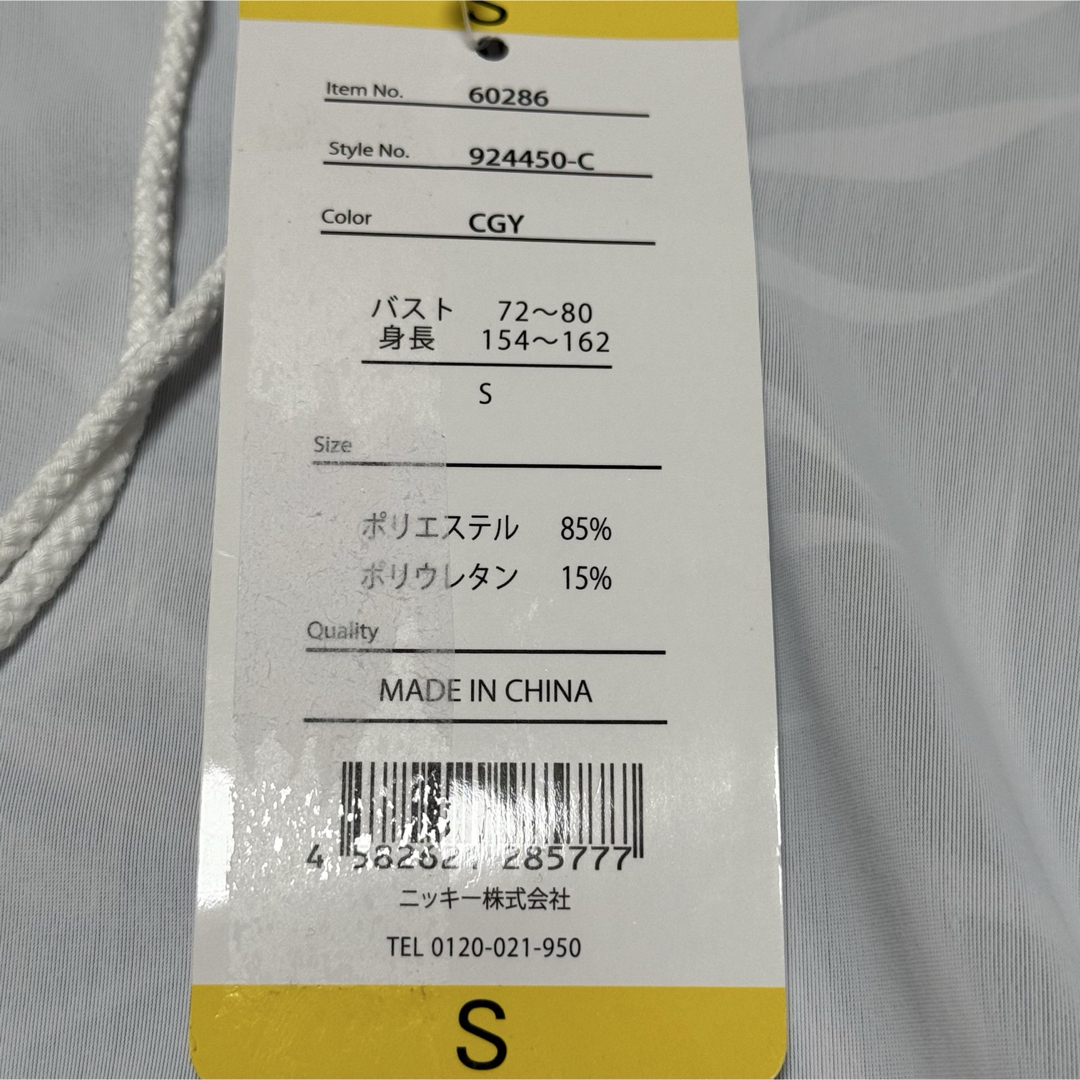 S
Item No. 60286
Style No. 924450-C
Color CGY
バスト 72～80
身長 154～162
S
Size
ポリエステル 85%
ポリウレタン 15%
Quality
MADE IN CHINA
4 285777
ニッキー株式会社
TEL 0120-021-950
S